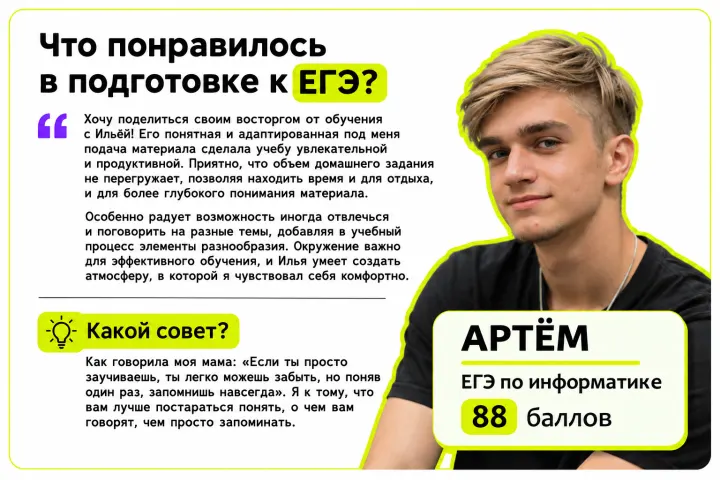 Что понравилось
в подготовке к ЕГЭ?
Хочу поделиться своим восторгом от обучения
с Ильёй! Его понятная и адаптированная под меня
подача материала сделала учебу увлекательной
и продуктивной. Приятно, что объем домашнего задания
не перегружает, позволяя находить время и для отдыха,
и для более глубокого понимания материала.
Особенно радует возможность иногда отвлечься
и поговорить на разные темы, добавляя в учебный
процесс элементы разнообразия. Окружение важно
для эффективного обучения, и Илья умеет создать
атмосферу, в которой я чувствовал себя комфортно.
Какой совет?
Как говорила моя мама: «Если ты просто
заучиваешь, ты легко можешь забыть, но поняв
один раз, запомнишь навсегда». Я к тому, что
вам лучше постараться понять, о чем вам
говорят, чем просто запоминать.
АРТЁМ
ЕГЭ по информатике
88 баллов